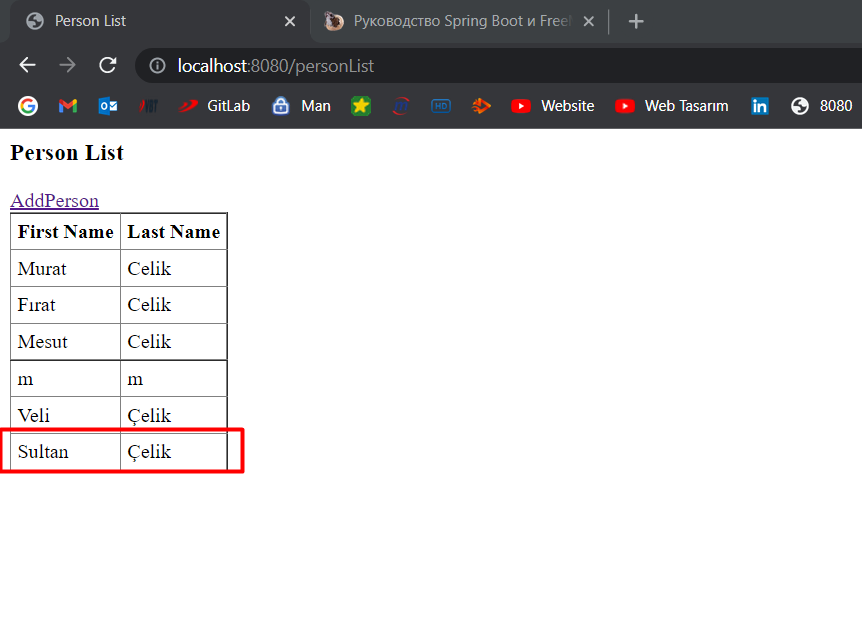 Person List
Руководство Spring Boot и Free
localhost:8080/personList
GitLab Man Website Web Tasarım 8080
Person List
AddPerson
First Name Last Name
Murat Celik
Fırat Celik
Mesut Celik
m m
Veli Çelik
Sultan Çelik